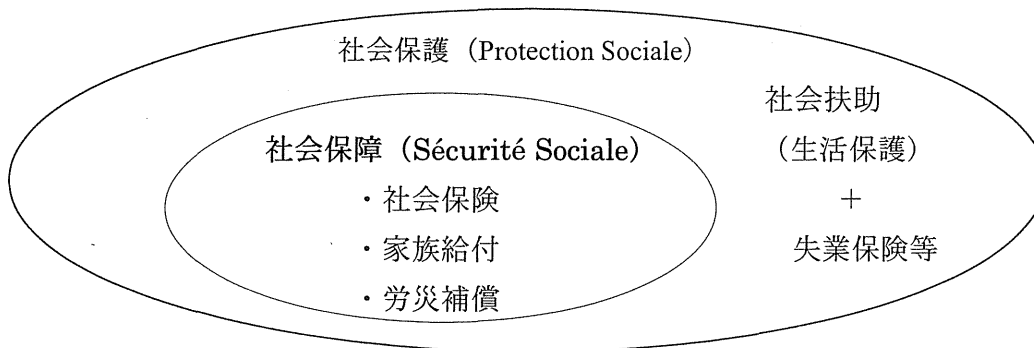 社会保護（Protection Sociale）
社会保障（Sécurité Sociale）
・社会保険
・家族給付
・労災補償
社会扶助
（生活保護）
＋
失業保険等